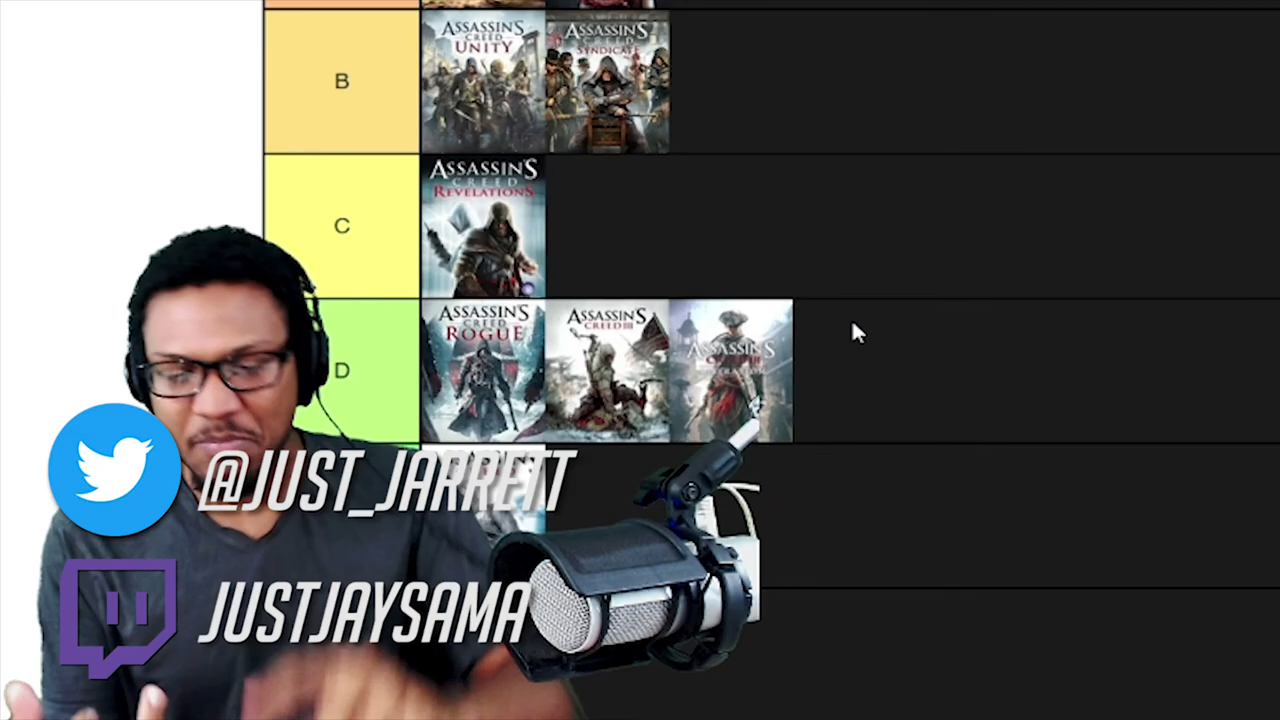 B
ASSASSIN'S
CREED
UNITY
ASSASSIN'S
CREED
SYNDICATE
C
ASSASSIN'S
CREED
REVELATIONS
D
ASSASSIN'S
CREED
ROGUE
ASSASSIN'S
CREED III
ASSASSIN'S
@JUST_JARRETT
JUSTJAYSAMA